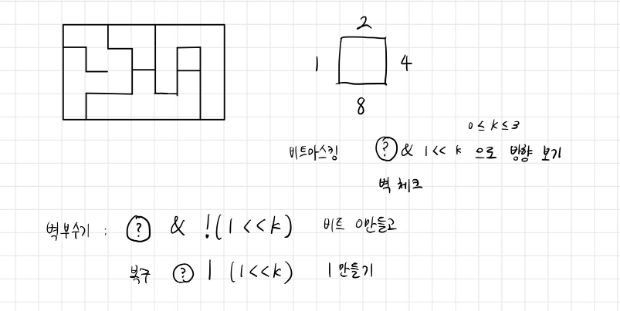 2
1
4
8
0 ≤ k ≤ 3
비트마스킹 ? & 1<< k 으로 방향 보기
벽 체크
벽부수기 : ? & !(1<<k) 비트 0만들고
복구 ? | (1<<k) 1 만들기